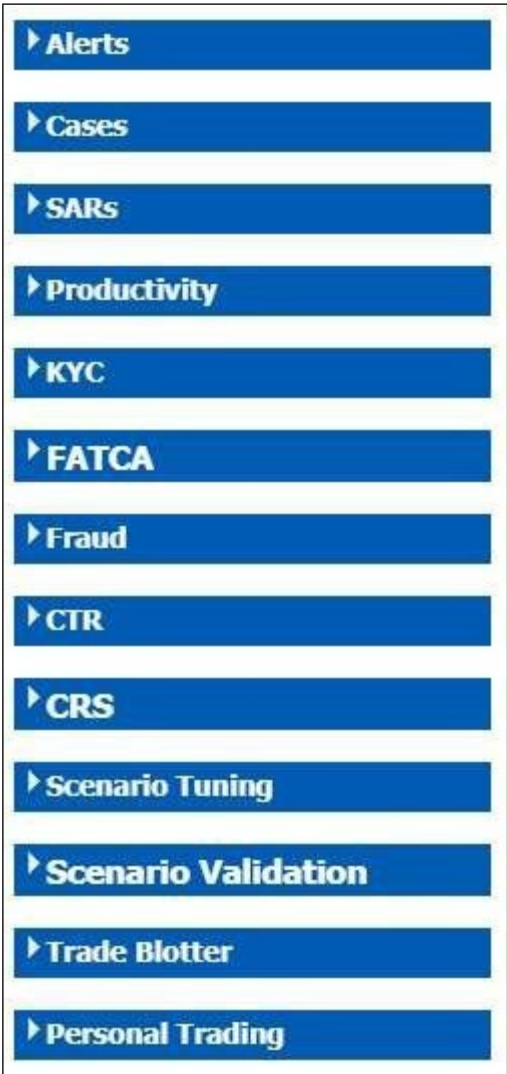 Alerts
Cases
SARs
Productivity
KYC
FATCA
Fraud
CTR
CRS
Scenario Tuning
Scenario Validation
Trade Blotter
Personal Trading